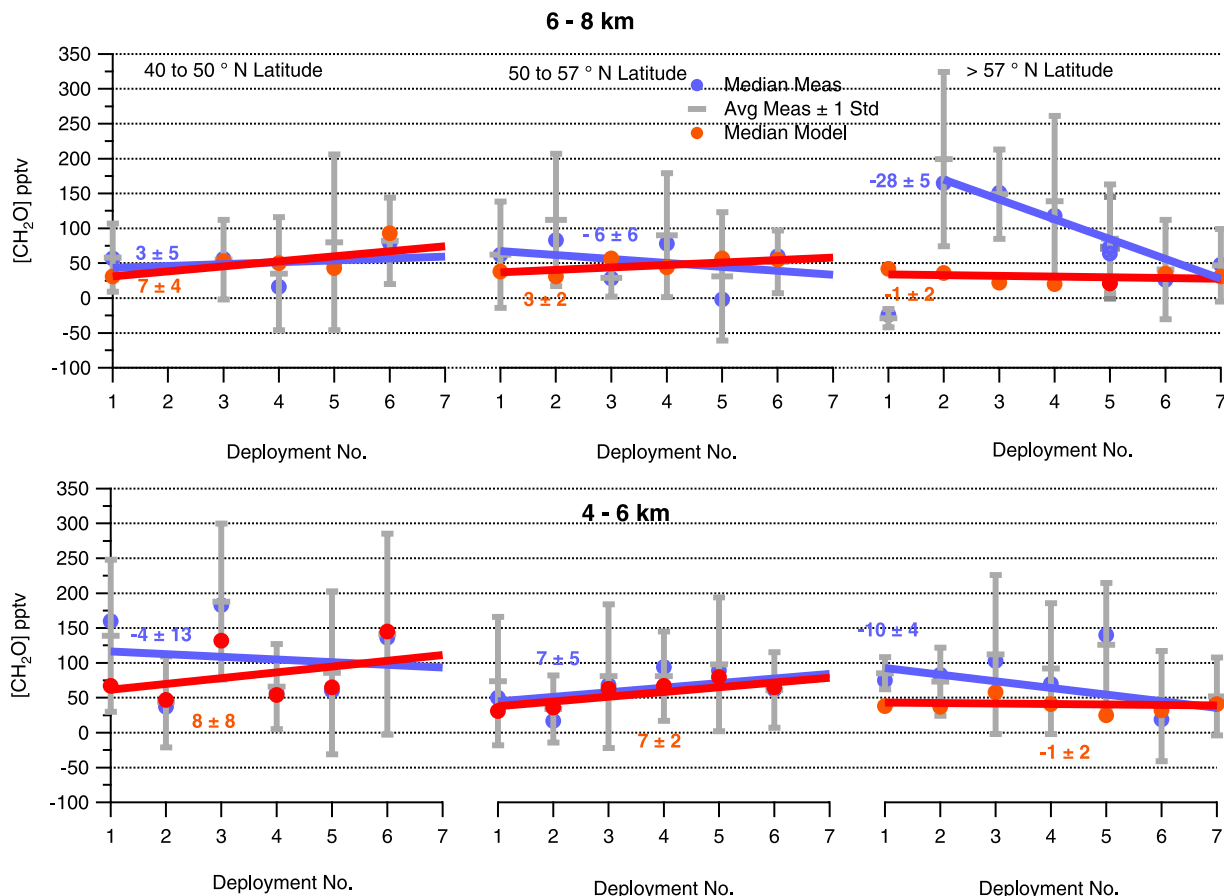 6 - 8 km
40 to 50 ° N Latitude
50 to 57 ° N Latitude
> 57 ° N Latitude
Median Meas
Avg Meas ± 1 Std
Median Model
[CH2O] pptv
350
300
250
200
150
100
50
0
-50
-100
3 ± 5
7 ± 4
- 6 ± 6
3 ± 2
-28 ± 5
-1 ± 2
1 2 3 4 5 6 7
1 2 3 4 5 6 7
1 2 3 4 5 6 7
Deployment No.
Deployment No.
Deployment No.
4 - 6 km
[CH2O] pptv
350
300
250
200
150
100
50
0
-50
-100
-4 ± 13
8 ± 8
7 ± 5
7 ± 2
-10 ± 4
-1 ± 2
1 2 3 4 5 6 7
1 2 3 4 5 6 7
1 2 3 4 5 6 7
Deployment No.
Deployment No.
Deployment No.